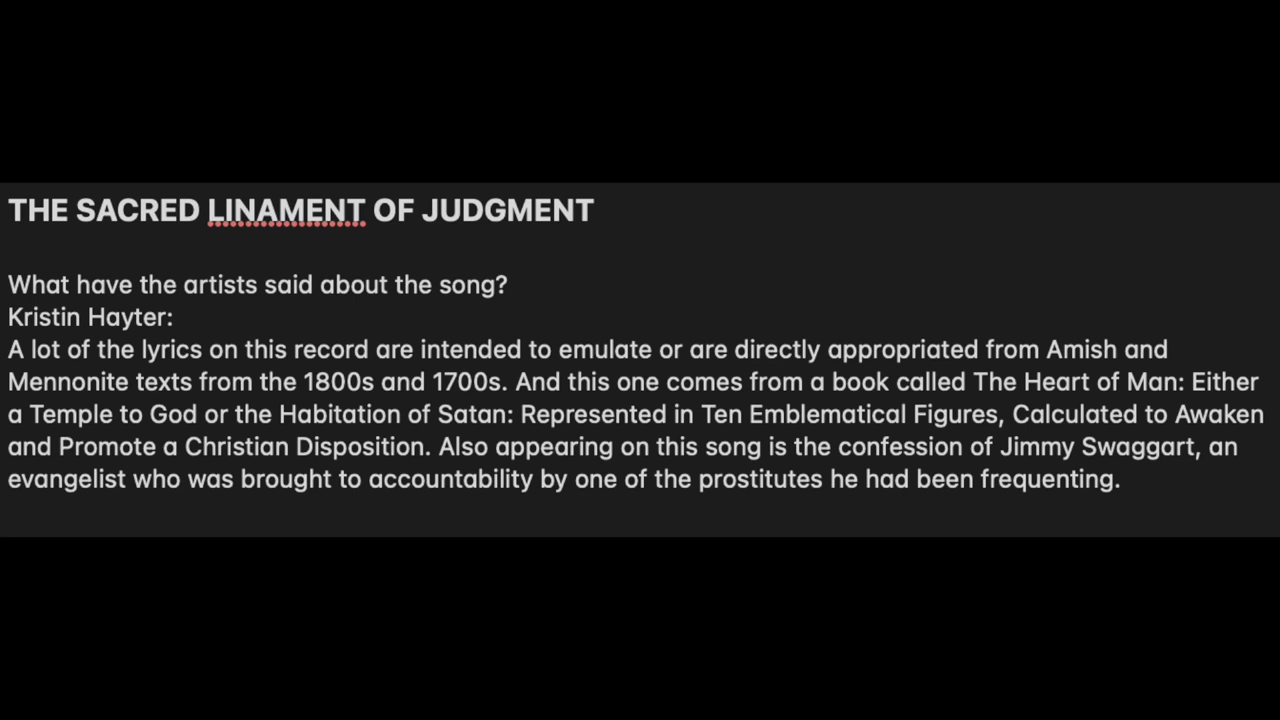 THE SACRED LINAMENT OF JUDGMENT
What have the artists said about the song?
Kristin Hayter:
A lot of the lyrics on this record are intended to emulate or are directly appropriated from Amish and
Mennonite texts from the 1800s and 1700s. And this one comes from a book called The Heart of Man: Either
a Temple to God or the Habitation of Satan: Represented in Ten Emblematical Figures, Calculated to Awaken
and Promote a Christian Disposition. Also appearing on this song is the confession of Jimmy Swaggart, an
evangelist who was brought to accountability by one of the prostitutes he had been frequenting.